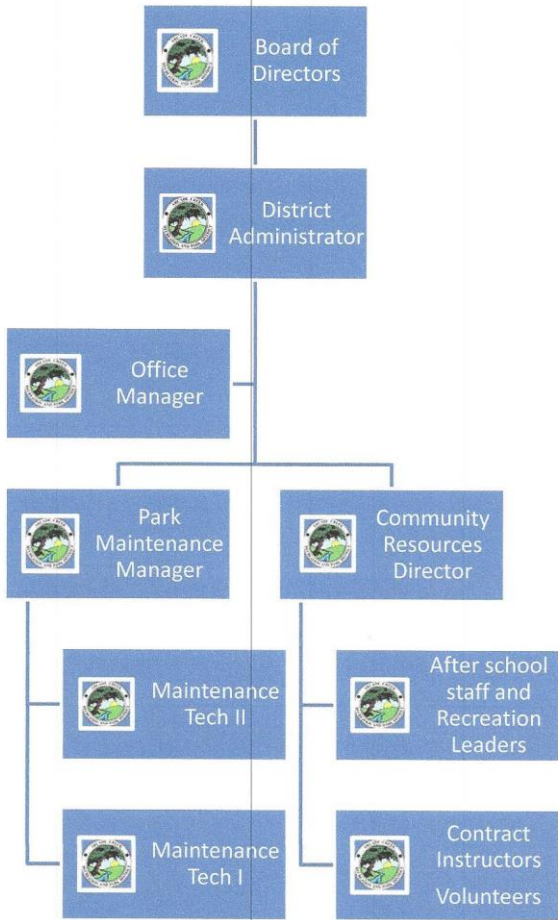 Board of
Directors
District
Administrator
Office
Manager
Park
Maintenance
Manager
Community
Resources
Director
Maintenance
Tech II
After school
staff and
Recreation
Leaders
Maintenance
Tech I
Contract
Instructors
Volunteers